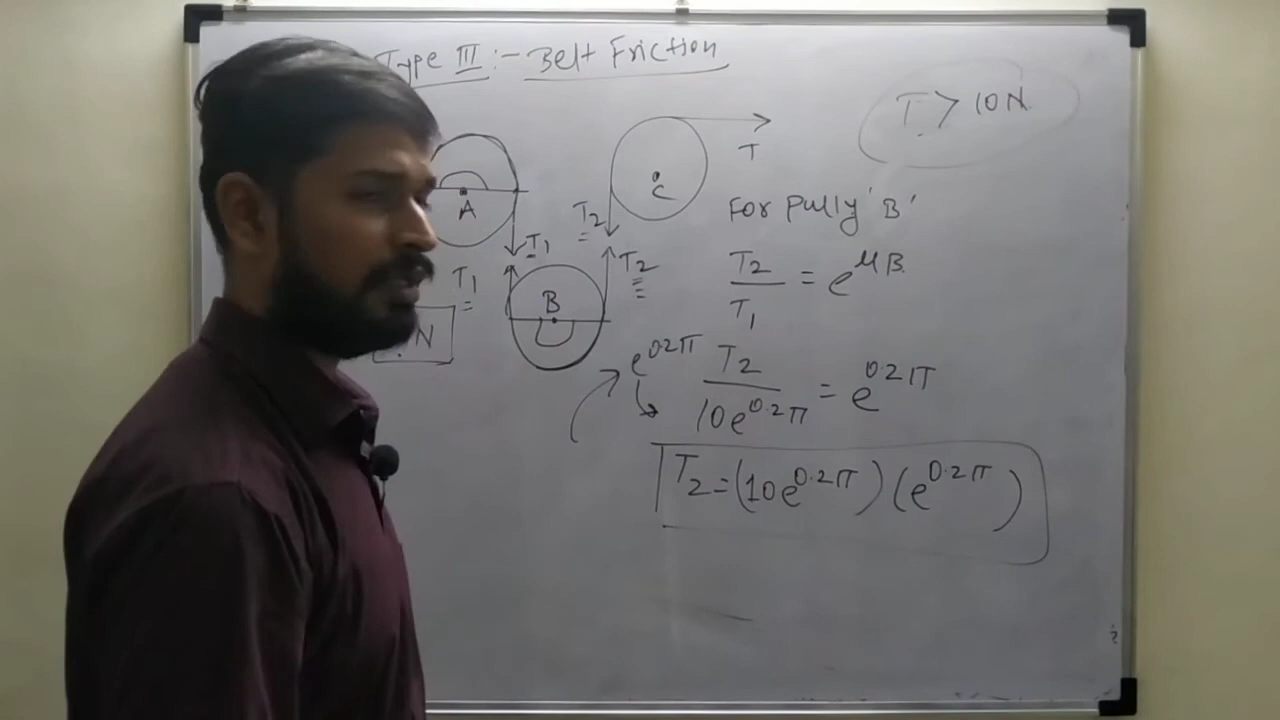 Type III :- Belt Friction
T > 10 N
A
C
T
T2
T1
For Pully 'B'
T1
B
T2
T2/T1 = e^μβ
N
e^0.2π
T2/10e^0.2π = e^0.2π
T2 = (10e^0.2π)(e^0.2π)